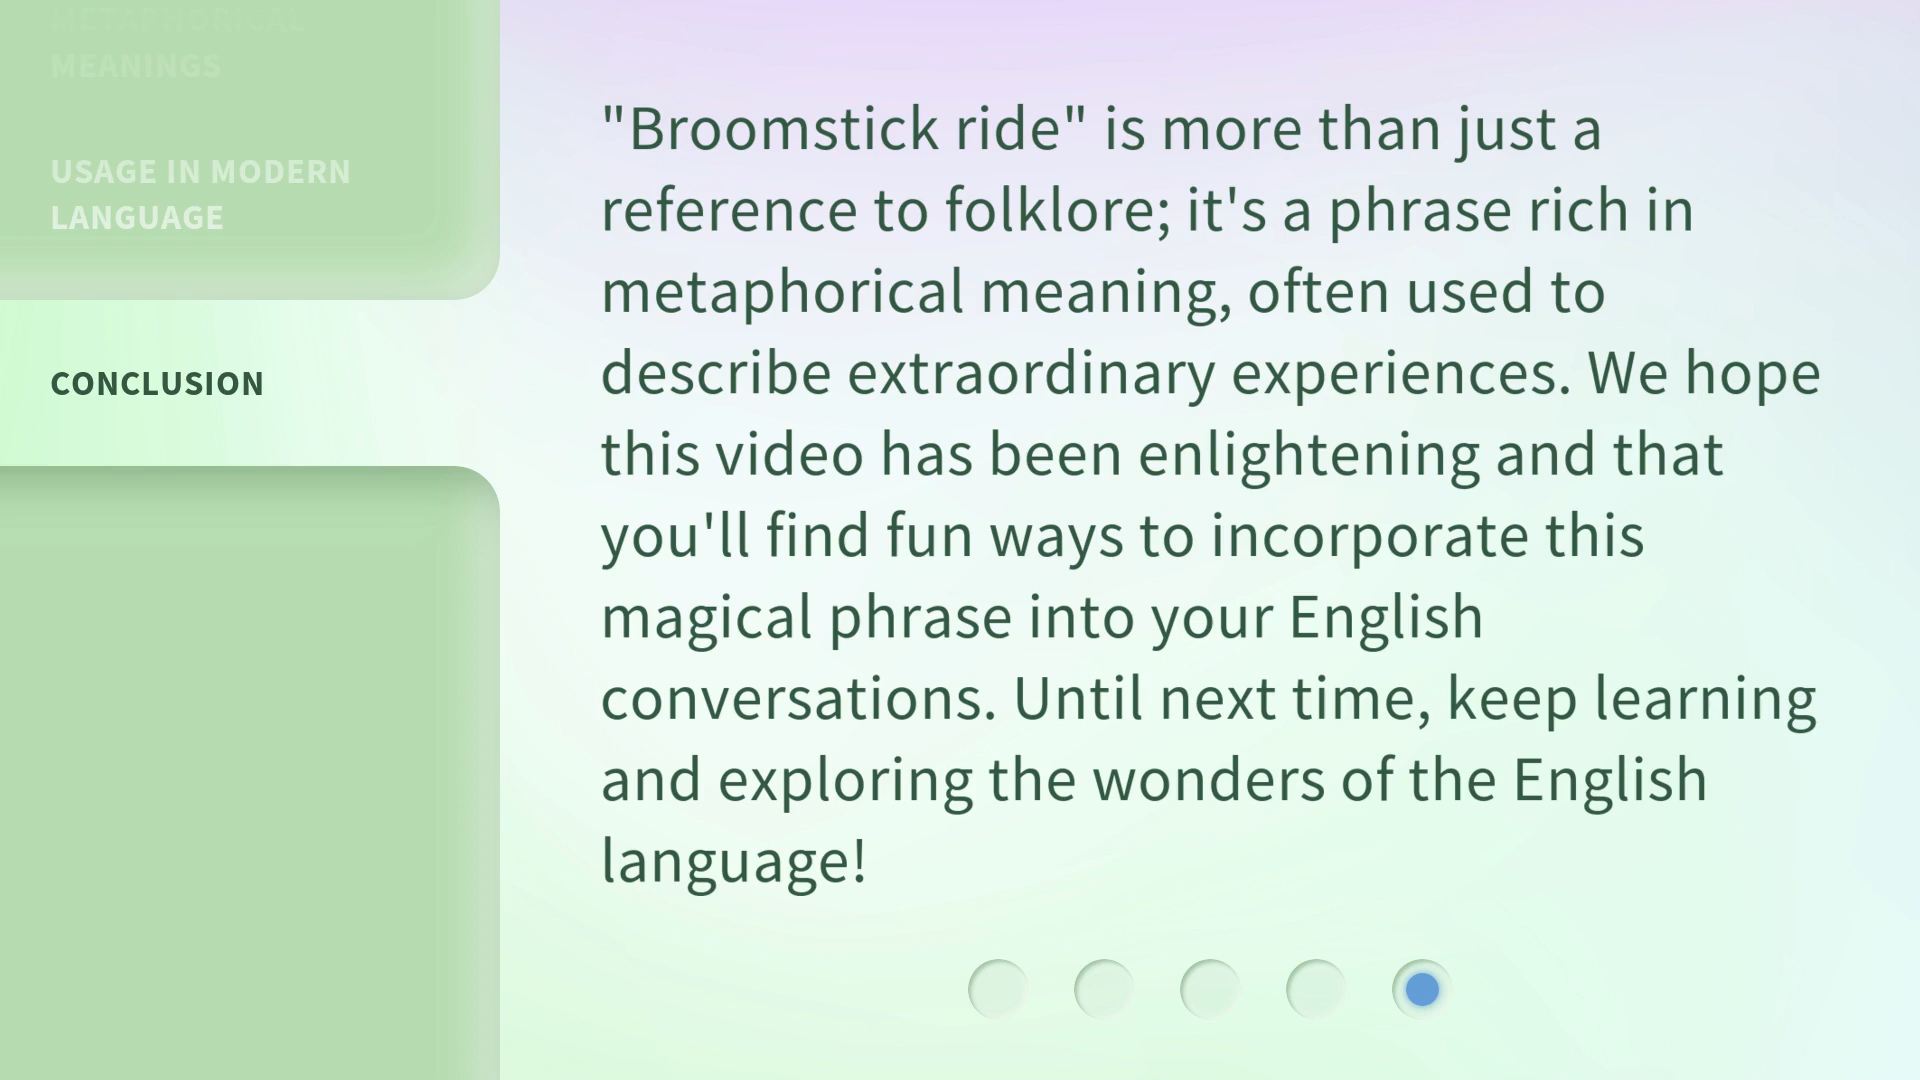 METAPHORICAL
MEANINGS
USAGE IN MODERN
LANGUAGE
CONCLUSION
"Broomstick ride" is more than just a
reference to folklore; it's a phrase rich in
metaphorical meaning, often used to
describe extraordinary experiences. We hope
this video has been enlightening and that
you'll find fun ways to incorporate this
magical phrase into your English
conversations. Until next time, keep learning
and exploring the wonders of the English
language!